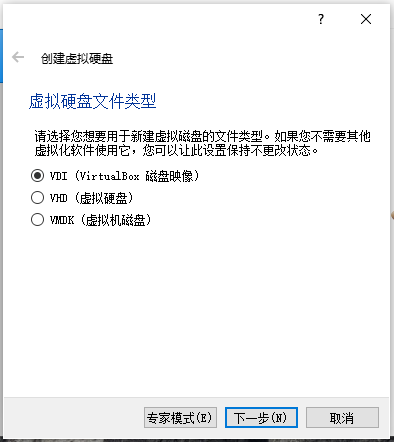 ?
创建虚拟硬盘
虚拟硬盘文件类型
请选择您想要用于新建虚拟磁盘的文件类型。如果您不需要其他
虚拟化软件使用它，您可以让此设置保持不更改状态。
VDI (VirtualBox 磁盘映像)
VHD (虚拟硬盘)
VMDK (虚拟机磁盘)
专家模式(E) 下一步(N) 取消